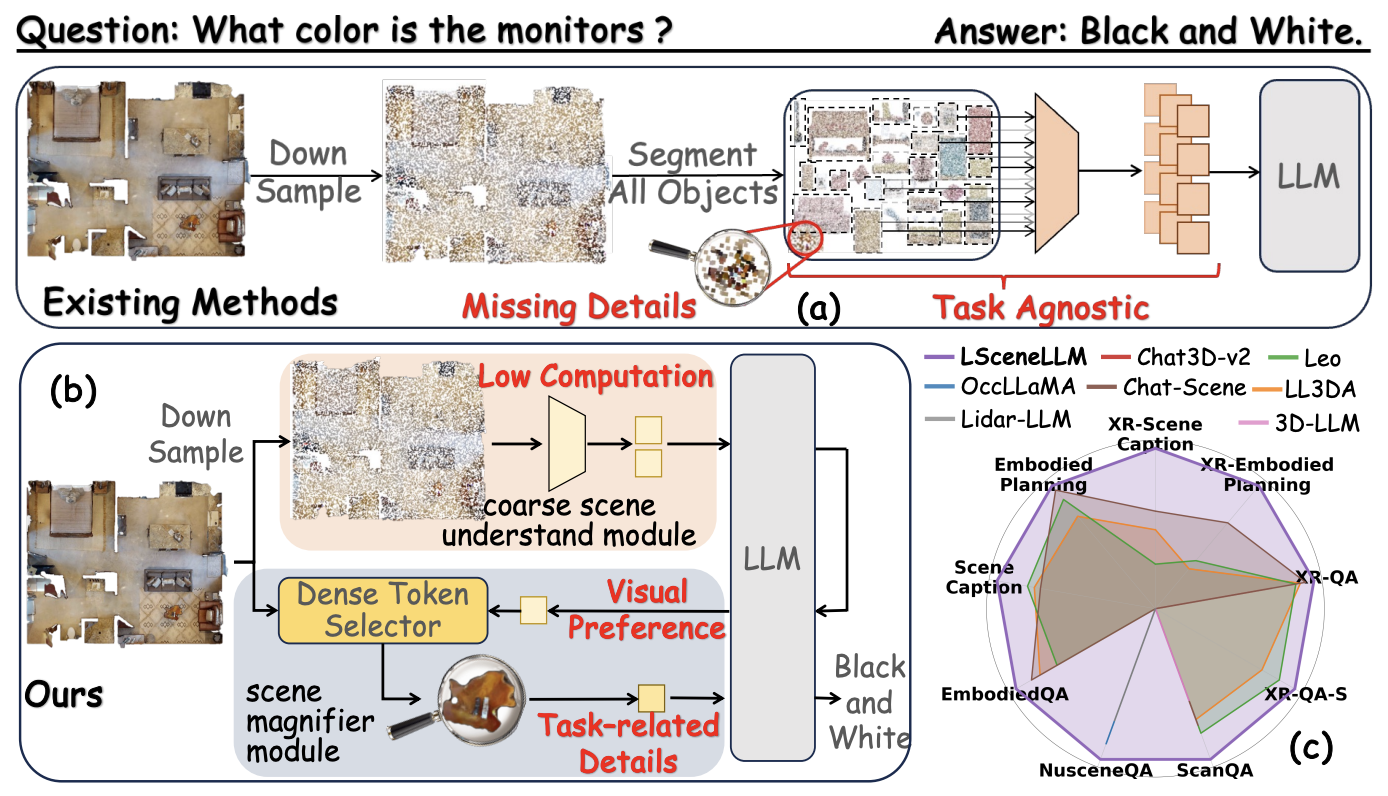 Question: What color is the monitors ?
Answer: Black and White.
Down
Sample
Segment
All Objects
LLM
Existing Methods
Missing Details
(a)
Task Agnostic
(b)
Down
Sample
Low Computation
coarse scene
understand module
LLM
Dense Token
Selector
Visual
Preference
Ours
scene
magnifier
module
Task-related
Details
Black
and
White
LSceneLLM
Chat3D-v2
Leo
OccLLaMA
Chat-Scene
LL3DA
Lidar-LLM
3D-LLM
XR-Scene
Caption
XR-Embodied
Planning
XR-QA
XR-QA-S
ScanQA
NusceneQA
EmbodiedQA
Scene
Caption
Embodied
Planning
(c)